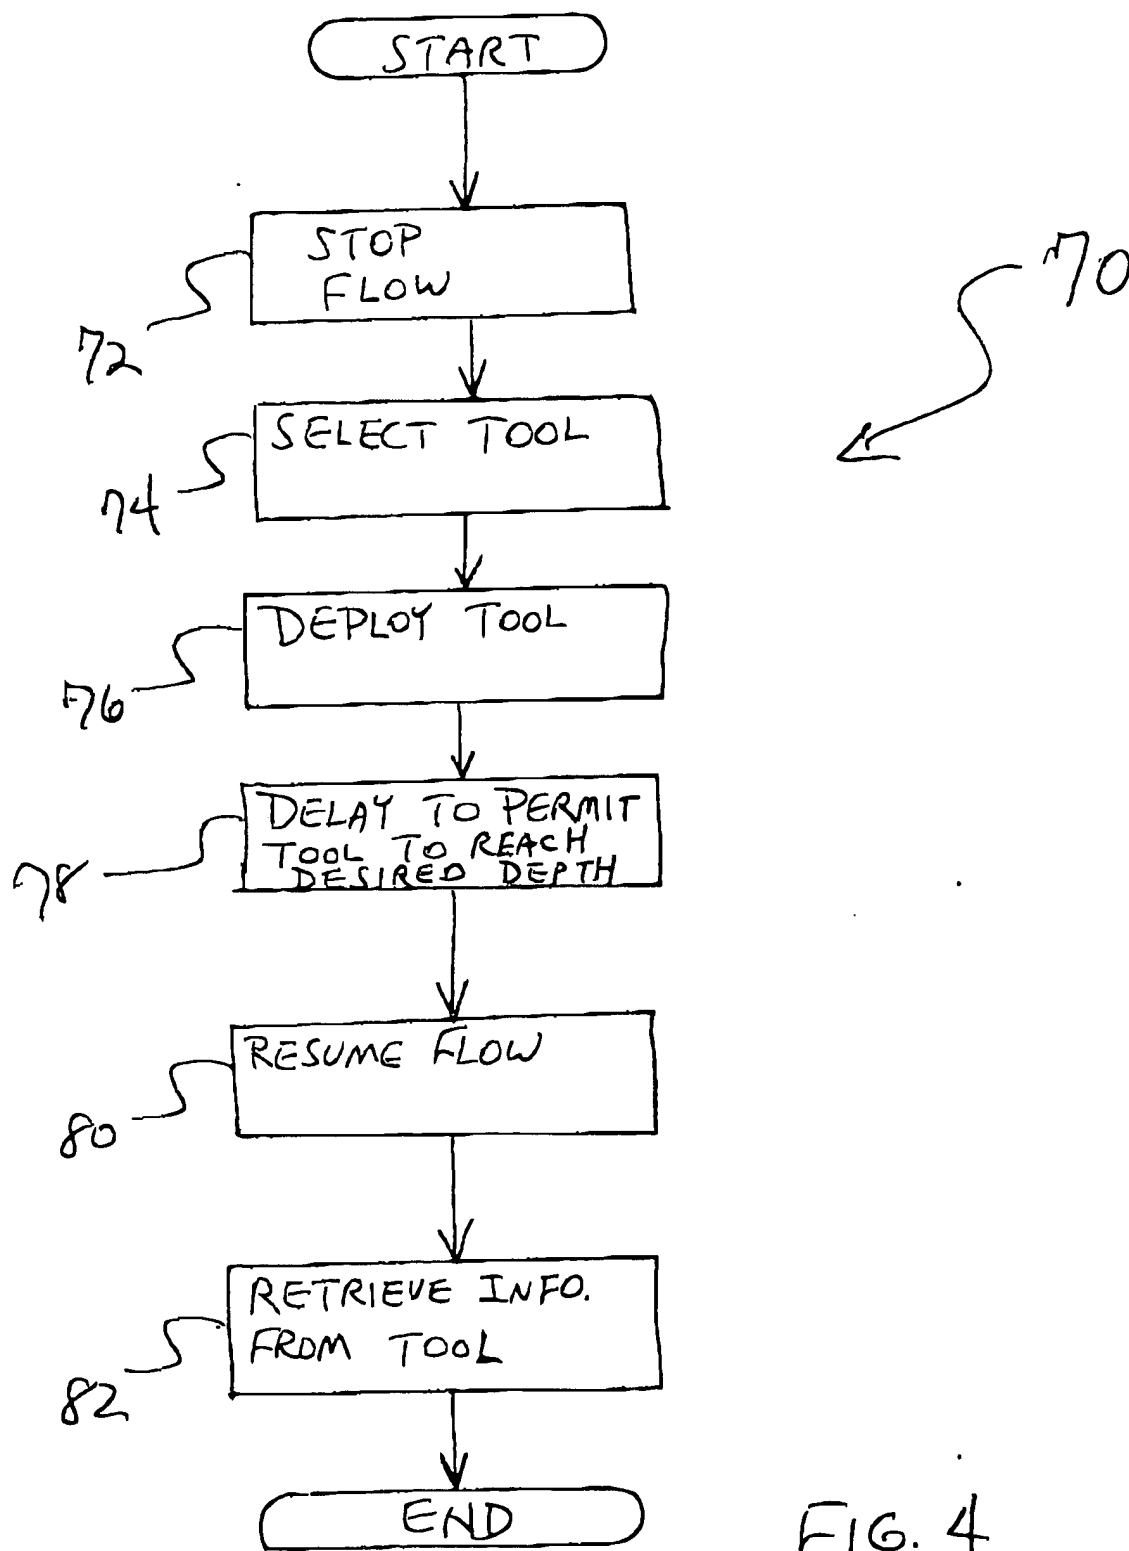 START
STOP
FLOW
70
72
SELECT TOOL
74
DEPLOY TOOL
76
DELAY TO PERMIT
TOOL TO REACH
DESIRED DEPTH
78
RESUME FLOW
80
RETRIEVE INFO.
FROM TOOL
82
END
FIG. 4